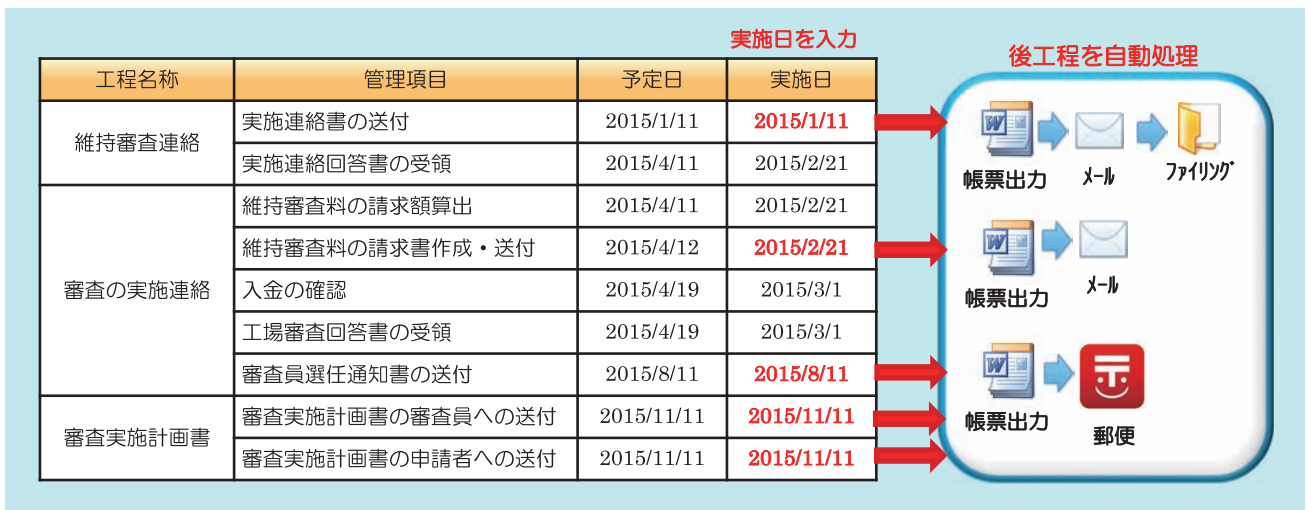 実施日を入力
後工程を自動処理
工程名称 管理項目 予定日 実施日
維持審査連絡
実施連絡書の送付 2015/1/11 2015/1/11
実施連絡回答書の受領 2015/4/11 2015/2/21
審査の実施連絡
維持審査料の請求額算出 2015/4/11 2015/2/21
維持審査料の請求書作成・送付 2015/4/12 2015/2/21
入金の確認 2015/4/19 2015/3/1
工場審査回答書の受領 2015/4/19 2015/3/1
審査員選任通知書の送付 2015/8/11 2015/8/11
審査実施計画書
審査実施計画書の審査員への送付 2015/11/11 2015/11/11
審査実施計画書の申請者への送付 2015/11/11 2015/11/11
帳票出力 ﾒｰﾙ ﾌｧｲﾘﾝｸﾞ
帳票出力 ﾒｰﾙ
帳票出力 郵便